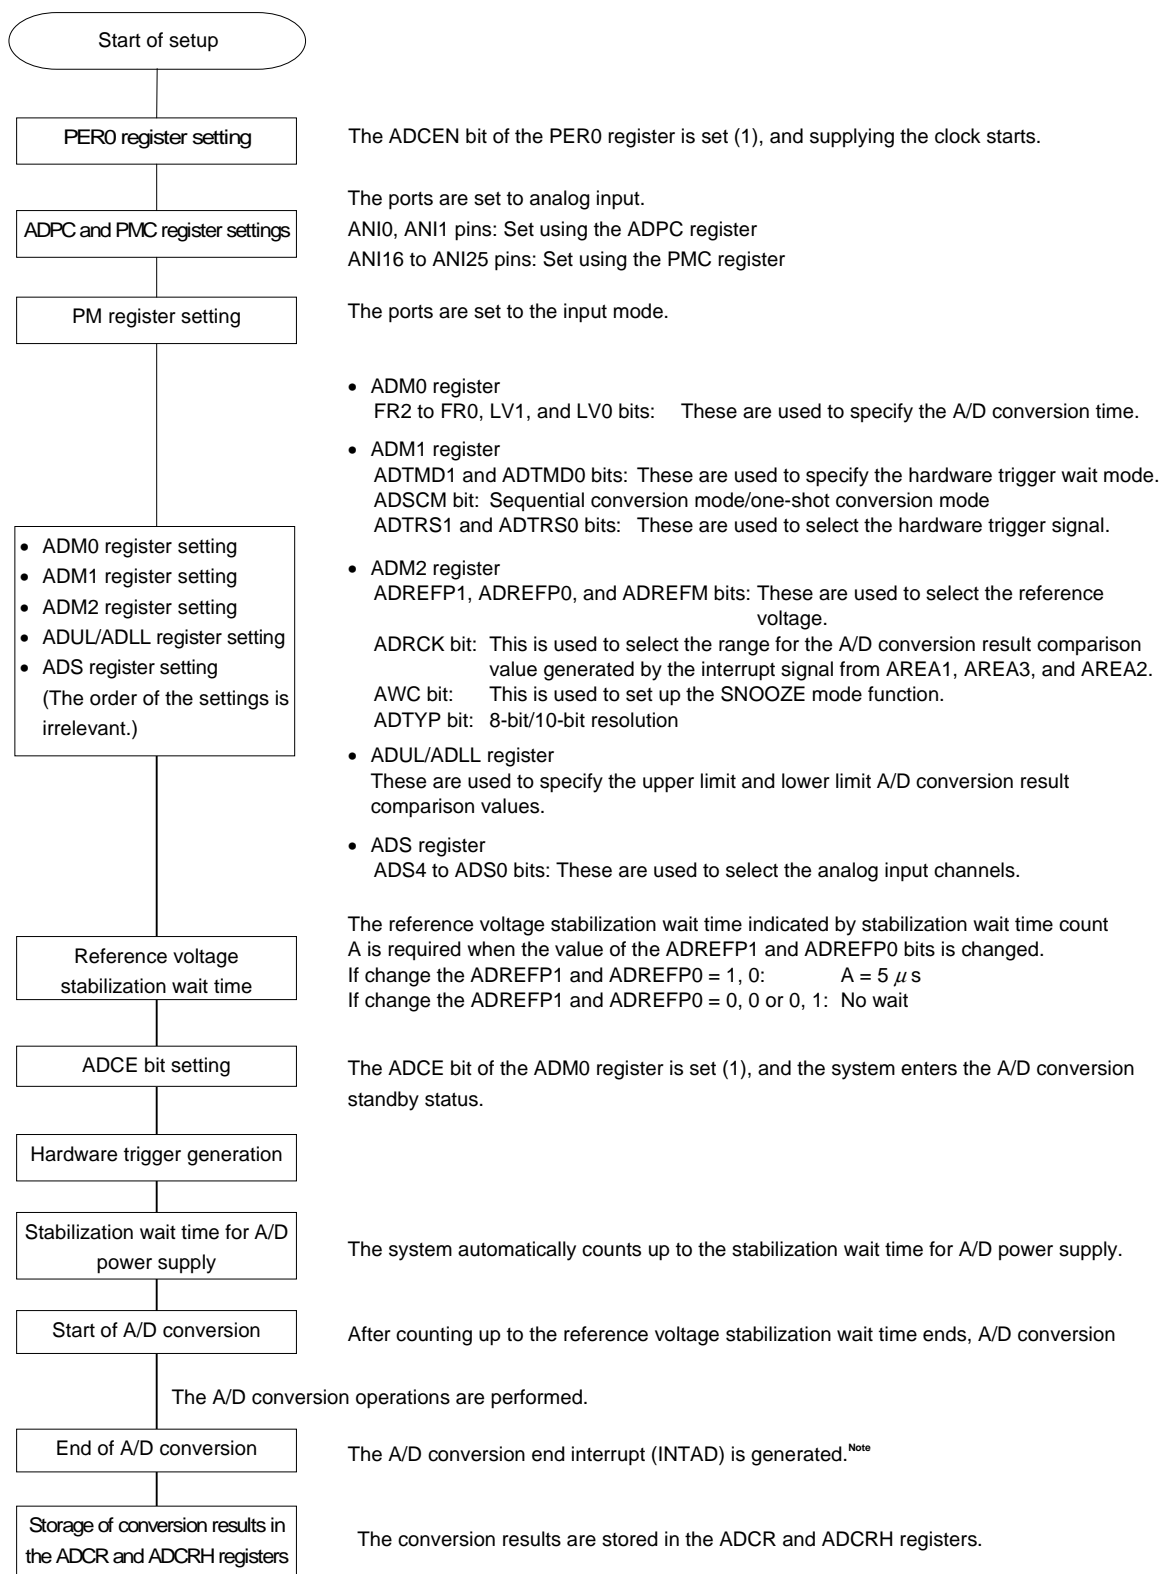 Start of setup
PER0 register setting
The ADCEN bit of the PER0 register is set (1), and supplying the clock starts.
The ports are set to analog input.
ADPC and PMC register settings
ANI0, ANI1 pins: Set using the ADPC register
ANI16 to ANI25 pins: Set using the PMC register
PM register setting
The ports are set to the input mode.
• ADM0 register
FR2 to FR0, LV1, and LV0 bits: These are used to specify the A/D conversion time.
• ADM1 register
ADTMD1 and ADTMD0 bits: These are used to specify the hardware trigger wait mode.
ADSCM bit: Sequential conversion mode/one-shot conversion mode
ADTRS1 and ADTRS0 bits: These are used to select the hardware trigger signal.
• ADM0 register setting
• ADM1 register setting
• ADM2 register setting
• ADUL/ADLL register setting
• ADS register setting
(The order of the settings is
irrelevant.)
• ADM2 register
ADREFP1, ADREFP0, and ADREFM bits: These are used to select the reference
voltage.
ADRCK bit: This is used to select the range for the A/D conversion result comparison
value generated by the interrupt signal from AREA1, AREA3, and AREA2.
AWC bit: This is used to set up the SNOOZE mode function.
ADTYP bit: 8-bit/10-bit resolution
• ADUL/ADLL register
These are used to specify the upper limit and lower limit A/D conversion result
comparison values.
• ADS register
ADS4 to ADS0 bits: These are used to select the analog input channels.
Reference voltage
stabilization wait time
The reference voltage stabilization wait time indicated by stabilization wait time count
A is required when the value of the ADREFP1 and ADREFP0 bits is changed.
If change the ADREFP1 and ADREFP0 = 1, 0: A = 5 μ s
If change the ADREFP1 and ADREFP0 = 0, 0 or 0, 1: No wait
ADCE bit setting
The ADCE bit of the ADM0 register is set (1), and the system enters the A/D conversion
standby status.
Hardware trigger generation
Stabilization wait time for A/D
power supply
The system automatically counts up to the stabilization wait time for A/D power supply.
Start of A/D conversion
After counting up to the reference voltage stabilization wait time ends, A/D conversion
The A/D conversion operations are performed.
End of A/D conversion
The A/D conversion end interrupt (INTAD) is generated.Note
Storage of conversion results in
the ADCR and ADCRH registers
The conversion results are stored in the ADCR and ADCRH registers.